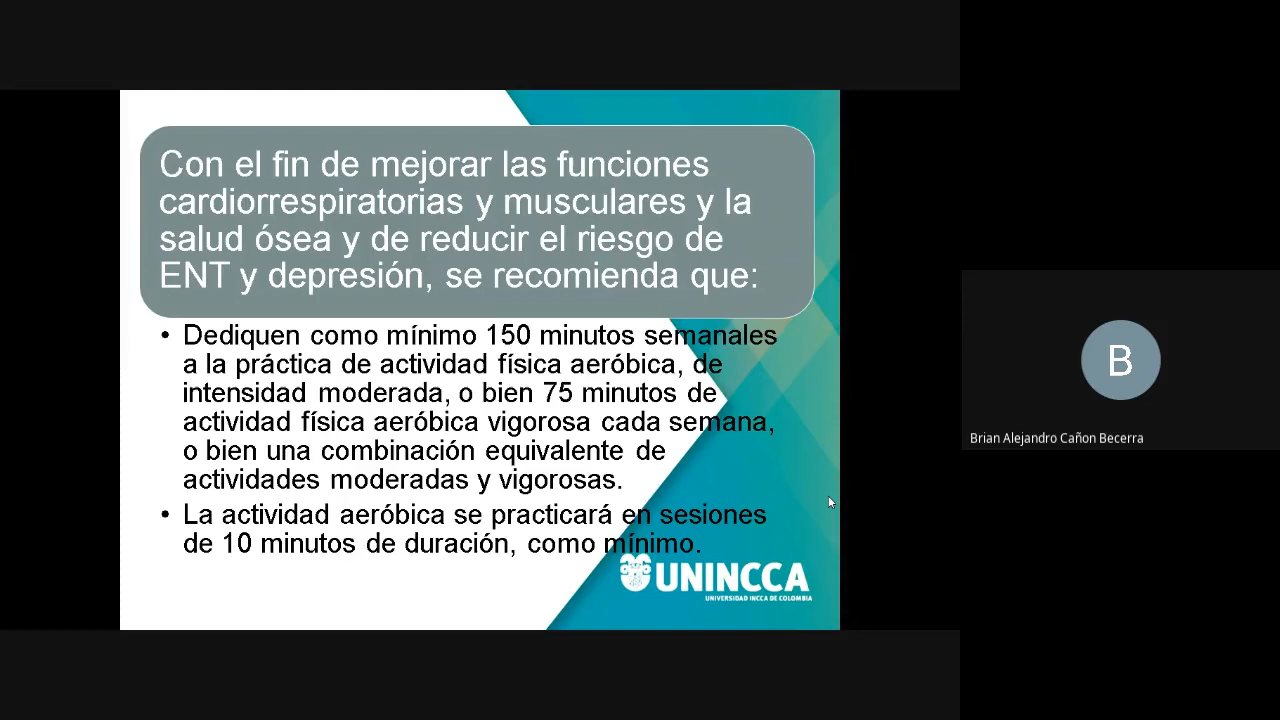 Con el fin de mejorar las funciones
cardiorrespiratorias y musculares y la
salud ósea y de reducir el riesgo de
ENT y depresión, se recomienda que:
• Dediquen como mínimo 150 minutos semanales
a la práctica de actividad física aeróbica, de
intensidad moderada, o bien 75 minutos de
actividad física aeróbica vigorosa cada semana,
o bien una combinación equivalente de
actividades moderadas y vigorosas.
• La actividad aeróbica se practicará en sesiones
de 10 minutos de duración, como mínimo.
UNINCCA
UNIVERSIDAD INCCA DE COLOMBIA
B
Brian Alejandro Cañon Becerra